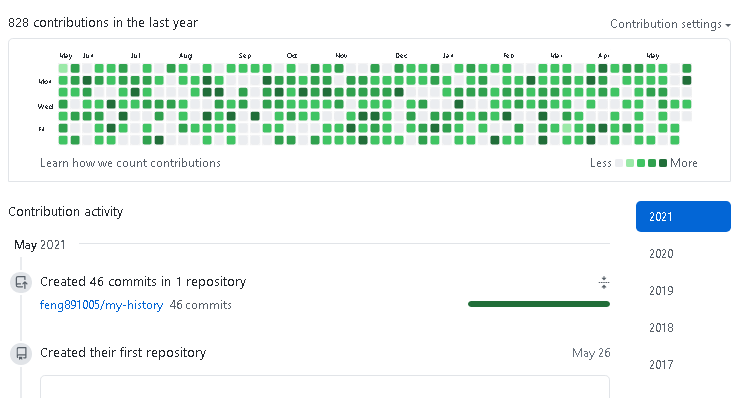 828 contributions in the last year
Contribution settings
May Jun Jul Aug Sep Oct Nov Dec Jan Feb Mar Apr May
Mon
Wed
Fri
Learn how we count contributions
Less More
Contribution activity
2021
May 2021
2020
Created 46 commits in 1 repository
feng891005/my-history 46 commits
2019
2018
Created their first repository May 26
2017